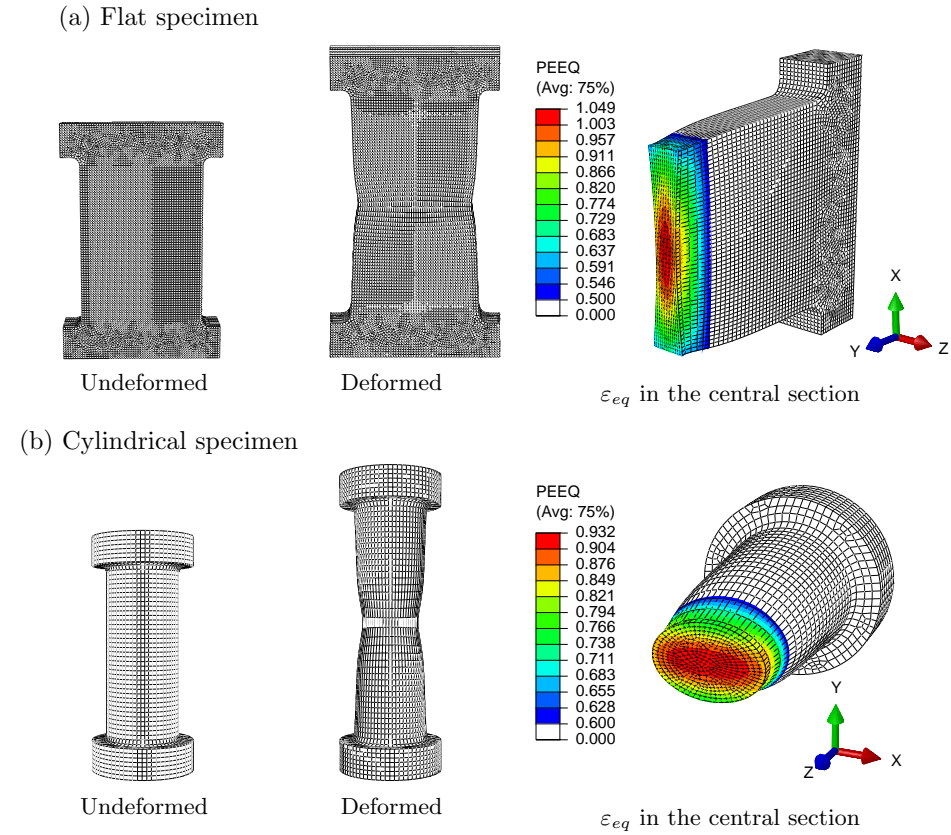 (a) Flat specimen
PEEQ
(Avg: 75%)
1.049
1.003
0.957
0.911
0.866
0.820
0.774
0.729
0.683
0.637
0.591
0.546
0.500
0.000
X
Y
Z
Undeformed
Deformed
εeq in the central section
(b) Cylindrical specimen
PEEQ
(Avg: 75%)
0.932
0.904
0.876
0.849
0.821
0.794
0.766
0.738
0.711
0.683
0.655
0.628
0.600
0.000
Y
X
Z
Undeformed
Deformed
εeq in the central section